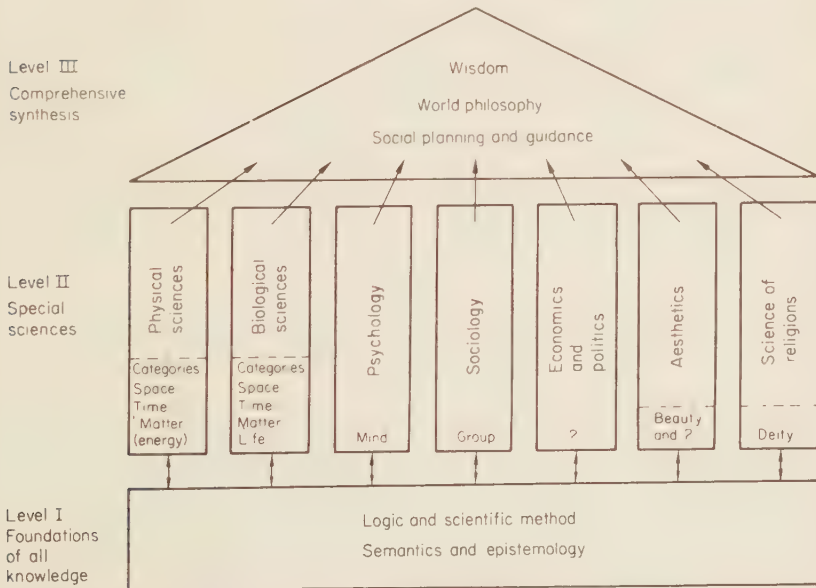 Level III
Comprehensive
synthesis
Wisdom
World philosophy
Social planning and guidance
Level II
Special
sciences
Physical
sciences
Categories
Space
Time
Matter
(energy)
Biological
sciences
Categories
Space
Time
Matter
Life
Psychology
Mind
Sociology
Group
Economics
and
politics
?
Aesthetics
Beauty
and ?
Science of
religions
Deity
Level I
Foundations
of all
knowledge
Logic and scientific method
Semantics and epistemology